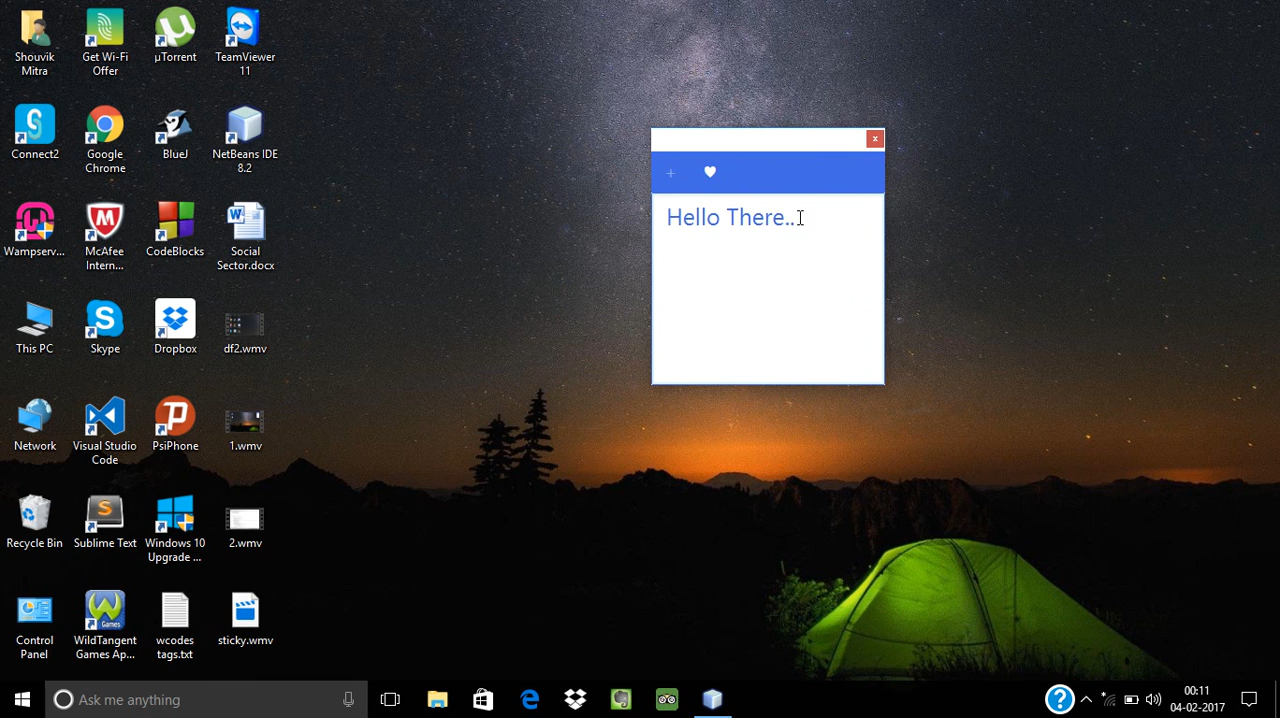 Shouvik Mitra
Get Wi-Fi Offer
µTorrent
TeamViewer 11
Connect2
Google Chrome
BlueJ
NetBeans IDE 8.2
Wampserv...
McAfee Intern...
CodeBlocks
Social Sector.docx
This PC
Skype
Dropbox
df2.wmv
Network
Visual Studio Code
PsiPhone
1.wmv
Recycle Bin
Sublime Text
Windows 10 Upgrade ...
2.wmv
Control Panel
WildTangent Games Ap...
wcodes tags.txt
sticky.wmv
Hello There..
Ask me anything
00:11
04-02-2017